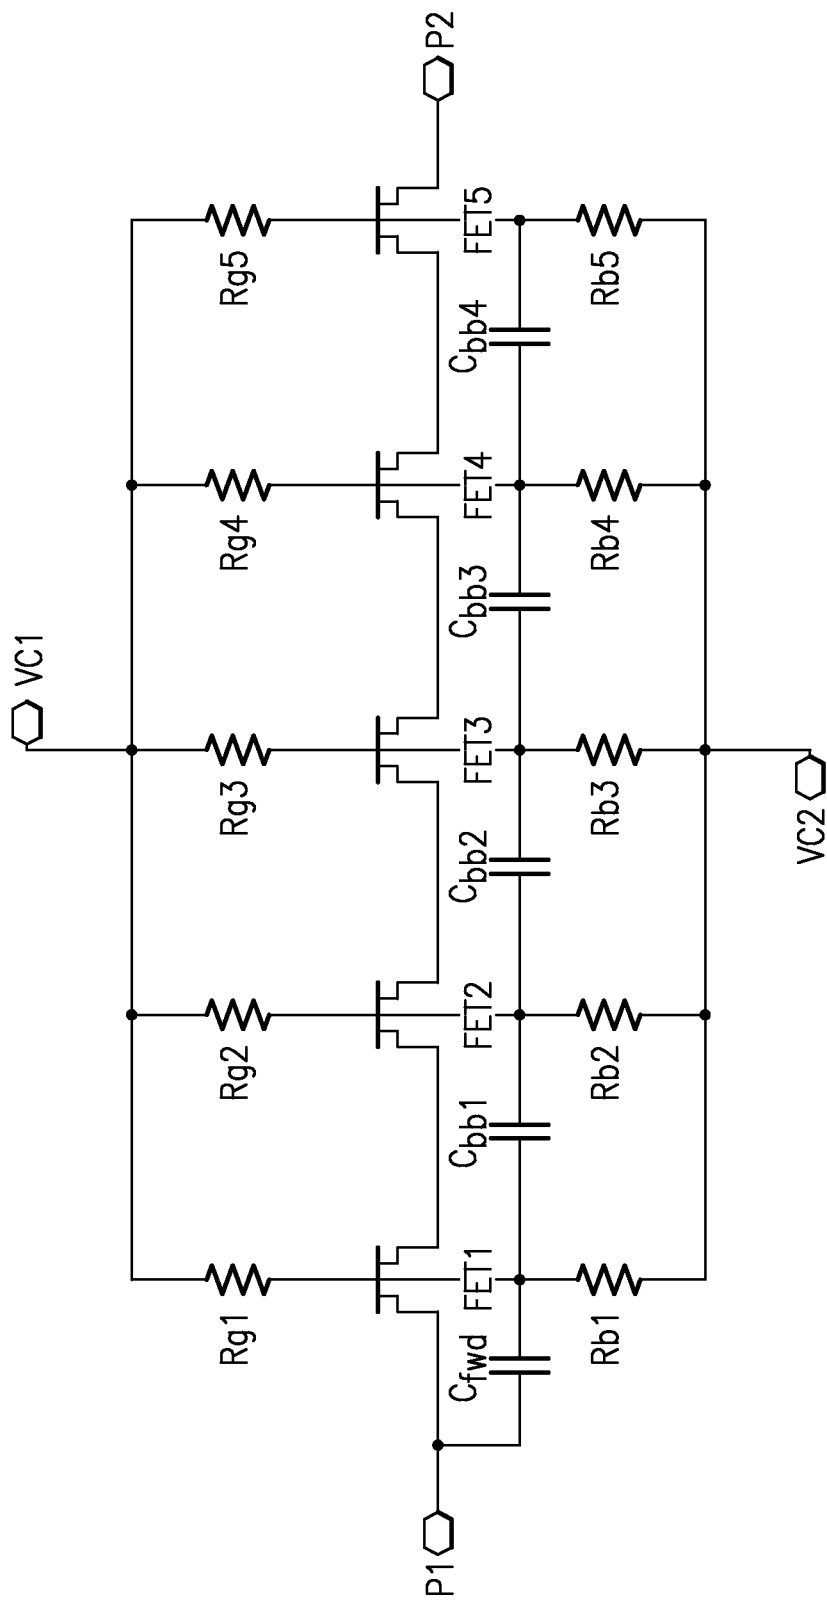 VC1
Rg1
Rg2
Rg3
Rg4
Rg5
P1
P2
FET1
FET2
FET3
FET4
FET5
Cfwd
Cbb1
Cbb2
Cbb3
Cbb4
Rb1
Rb2
Rb3
Rb4
Rb5
VC2